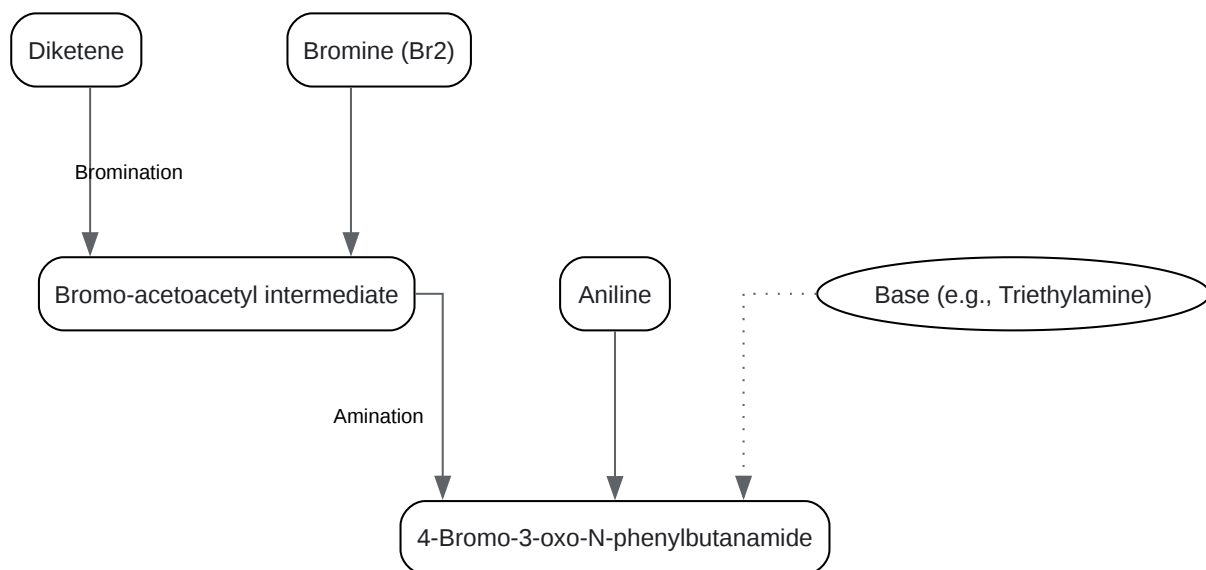 Diketene
Bromine (Br2)
Bromination
Bromo-acetoacetyl intermediate
Aniline
Base (e.g., Triethylamine)
Amination
4-Bromo-3-oxo-N-phenylbutanamide